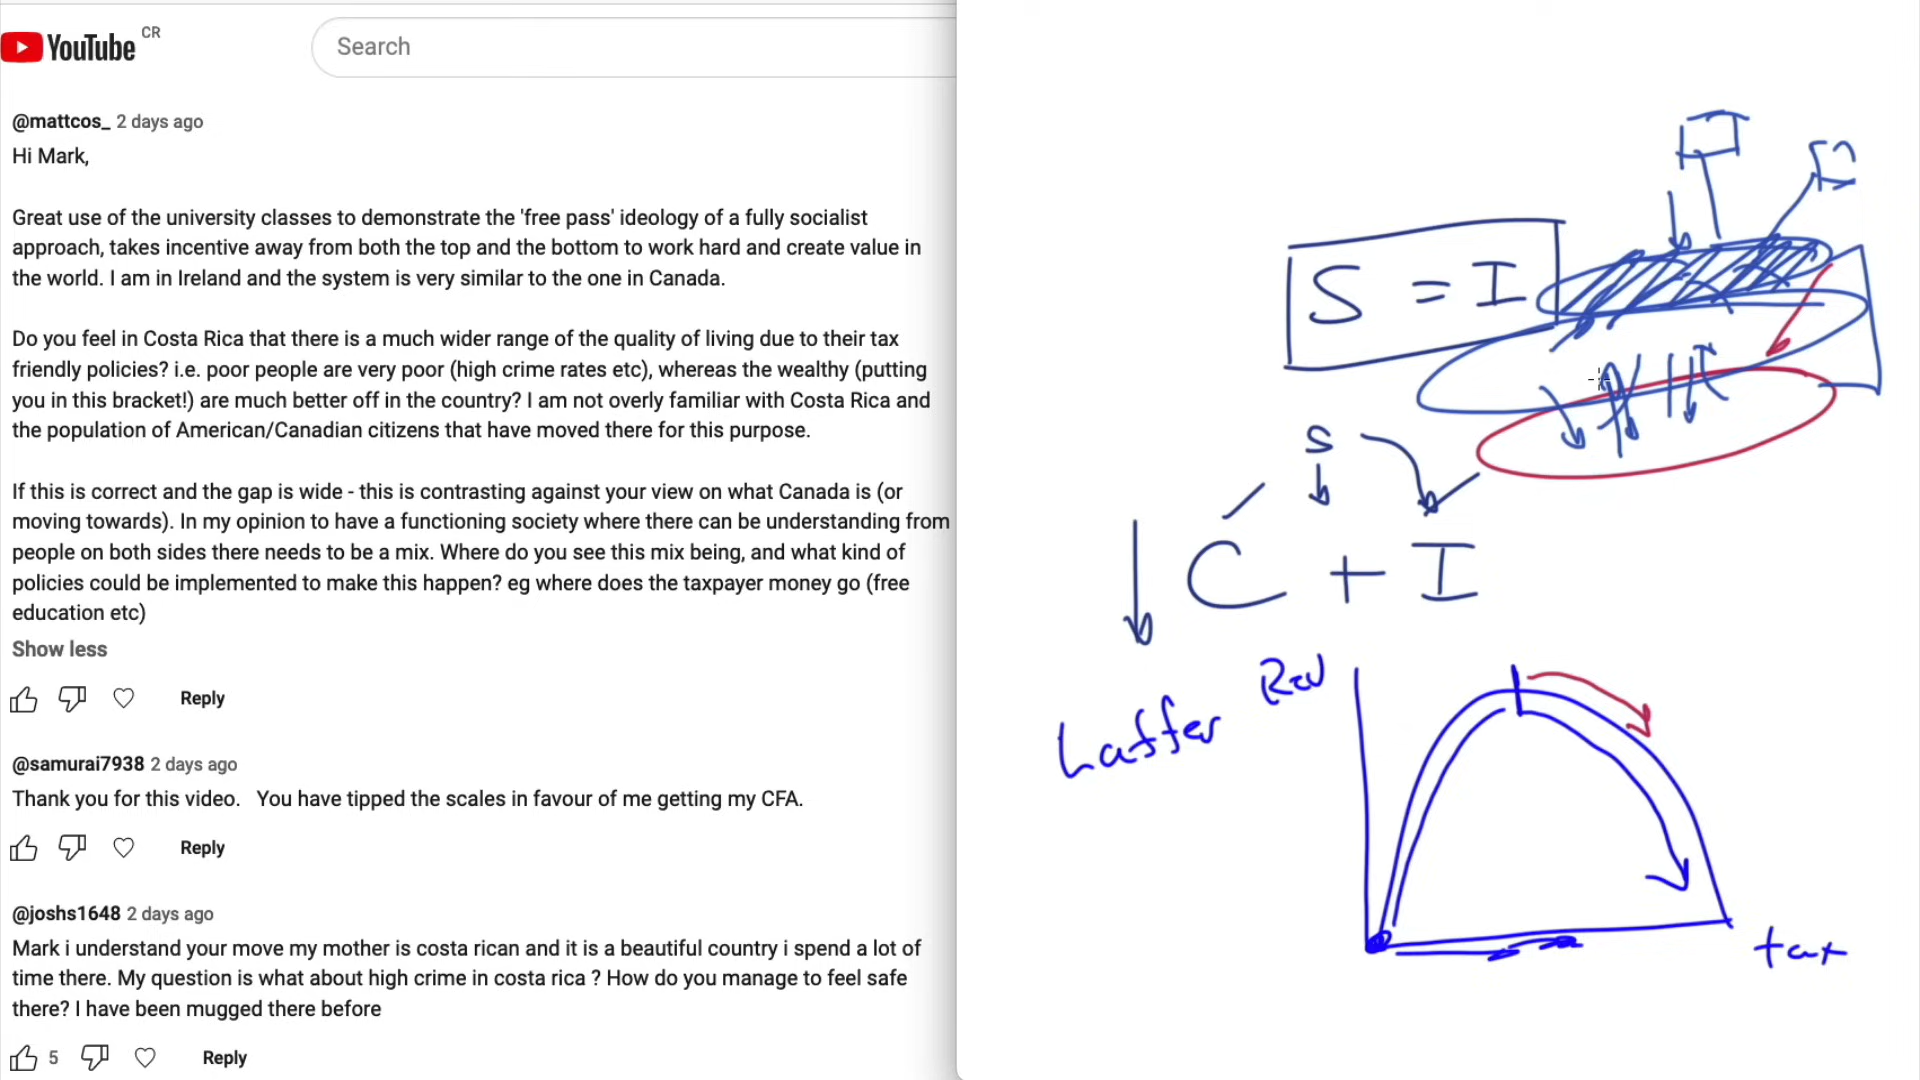 YouTube CR
Search
@mattcos_ 2 days ago
Hi Mark,
Great use of the university classes to demonstrate the 'free pass' ideology of a fully socialist
approach, takes incentive away from both the top and the bottom to work hard and create value in
the world. I am in Ireland and the system is very similar to the one in Canada.
Do you feel in Costa Rica that there is a much wider range of the quality of living due to their tax
friendly policies? i.e. poor people are very poor (high crime rates etc), whereas the wealthy (putting
you in this bracket!) are much better off in the country? I am not overly familiar with Costa Rica and
the population of American/Canadian citizens that have moved there for this purpose.
If this is correct and the gap is wide - this is contrasting against your view on what Canada is (or
moving towards). In my opinion to have a functioning society where there can be understanding from
people on both sides there needs to be a mix. Where do you see this mix being, and what kind of
policies could be implemented to make this happen? eg where does the taxpayer money go (free
education etc)
Show less
Reply
@samurai7938 2 days ago
Thank you for this video.   You have tipped the scales in favour of me getting my CFA.
Reply
@joshs1648 2 days ago
Mark i understand your move my mother is costa rican and it is a beautiful country i spend a lot of
time there. My question is what about high crime in costa rica ? How do you manage to feel safe
there? I have been mugged there before
5 Reply
S = I
S
C + I
Rev
Laffer
tax